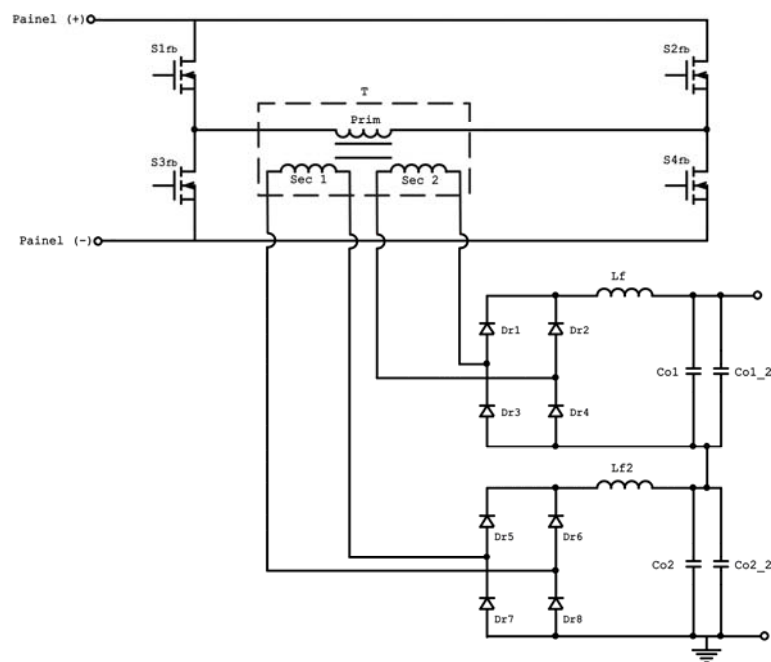 Painel (+)
S1fb
S2fb
T
Prim
S3fb
S4fb
Sec 1
Sec 2
Painel (-)
Lf
Dr1
Dr2
Co1
Co1_2
Dr3
Dr4
Lf2
Dr5
Dr6
Co2
Co2_2
Dr7
Dr8